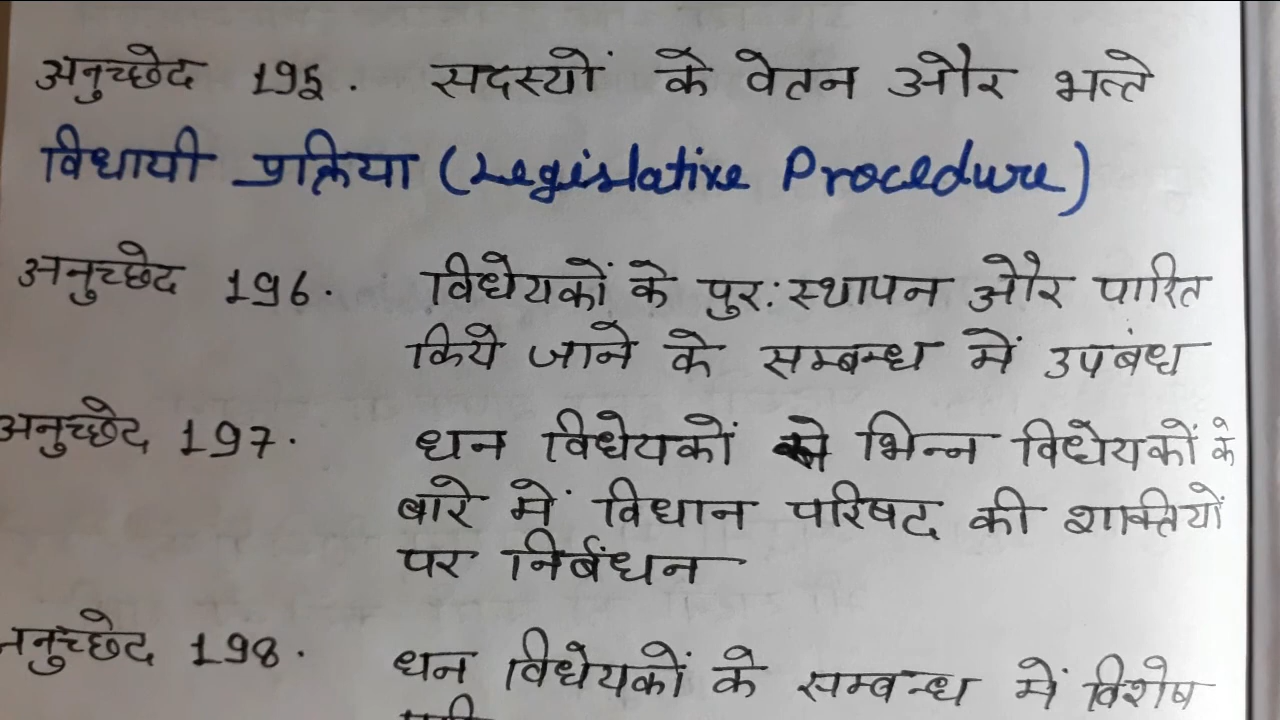 अनुच्छेद 195. सदस्यों के वेतन और भत्ते
विधायी प्रक्रिया (Legislative Procedure)
अनुच्छेद 196. विधेयकों के पुर: स्थापन और पारित
किये जाने के सम्बन्ध में उपबंध
अनुच्छेद 197. धन विधेयकों से भिन्न विधेयकों के
बारे में विधान परिषद की शक्तियों
पर निर्बंधन
अनुच्छेद 198. धन विधेयकों के सम्बन्ध में विशेष